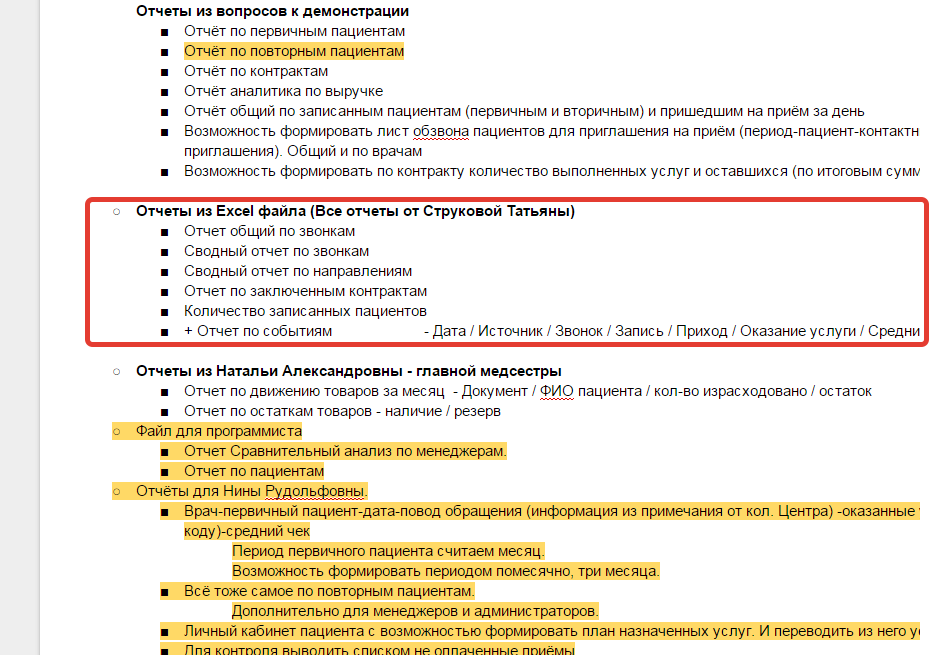 Отчеты из вопросов к демонстрации
■ Отчёт по первичным пациентам
■ Отчёт по повторным пациентам
■ Отчёт по контрактам
■ Отчёт аналитика по выручке
■ Отчёт общий по записанным пациентам (первичным и вторичным) и пришедшим на приём за день
■ Возможность формировать лист обзвона пациентов для приглашения на приём (период-пациент-контактн
приглашения). Общий и по врачам
■ Возможность формировать по контракту количество выполненных услуг и оставшихся (по итоговым сумм
○ Отчеты из Excel файла (Все отчеты от Струковой Татьяны)
■ Отчет общий по звонкам
■ Сводный отчет по звонкам
■ Сводный отчет по направлениям
■ Отчет по заключенным контрактам
■ Количество записанных пациентов
■ + Отчет по событиям - Дата / Источник / Звонок / Запись / Приход / Оказание услуги / Средни
○ Отчеты из Натальи Александровны - главной медсестры
■ Отчет по движению товаров за месяц - Документ / ФИО пациента / кол-во израсходовано / остаток
■ Отчет по остаткам товаров - наличие / резерв
○ Файл для программиста
■ Отчет Сравнительный анализ по менеджерам.
■ Отчет по пациентам
○ Отчёты для Нины Рудольфовны.
■ Врач-первичный пациент-дата-повод обращения (информация из примечания от кол. Центра) -оказанные
коду)-средний чек
Период первичного пациента считаем месяц.
Возможность формировать периодом помесячно, три месяца.
■ Всё тоже самое по повторным пациентам.
Дополнительно для менеджеров и администраторов.
■ Личный кабинет пациента с возможностью формировать план назначенных услуг. И переводить из него
■ Для контроля выводить списком не оплаченные приёмы